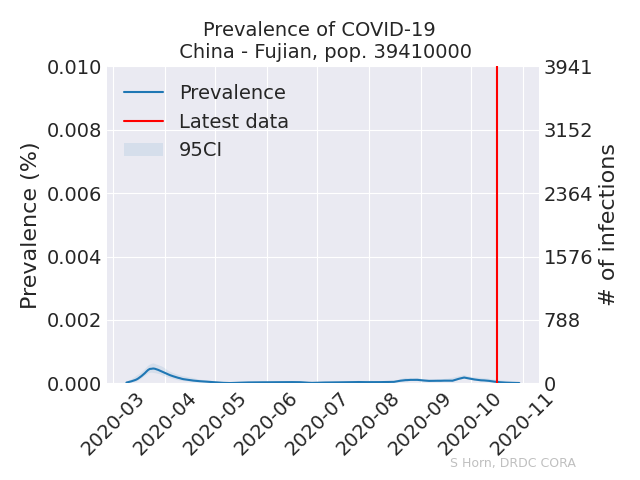 Prevalence of COVID-19
China - Fujian, pop. 39410000
Prevalence
Latest data
95CI
Prevalence (%)
0.010
0.008
0.006
0.004
0.002
0.000
3941
3152
2364
1576
788
0
# of infections
2020-03
2020-04
2020-05
2020-06
2020-07
2020-08
2020-09
2020-10
2020-11
S Horn, DRDC CORA